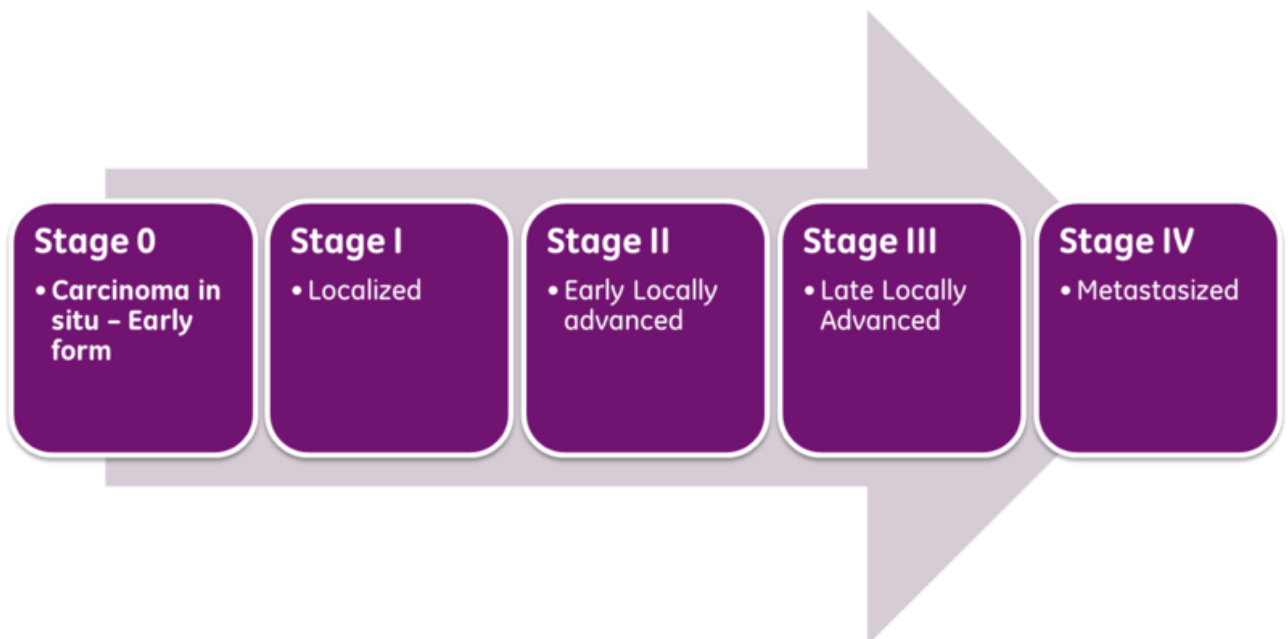 Stage 0
• Carcinoma in
situ – Early
form
Stage I
• Localized
Stage II
• Early Locally
advanced
Stage III
• Late Locally
Advanced
Stage IV
• Metastasized